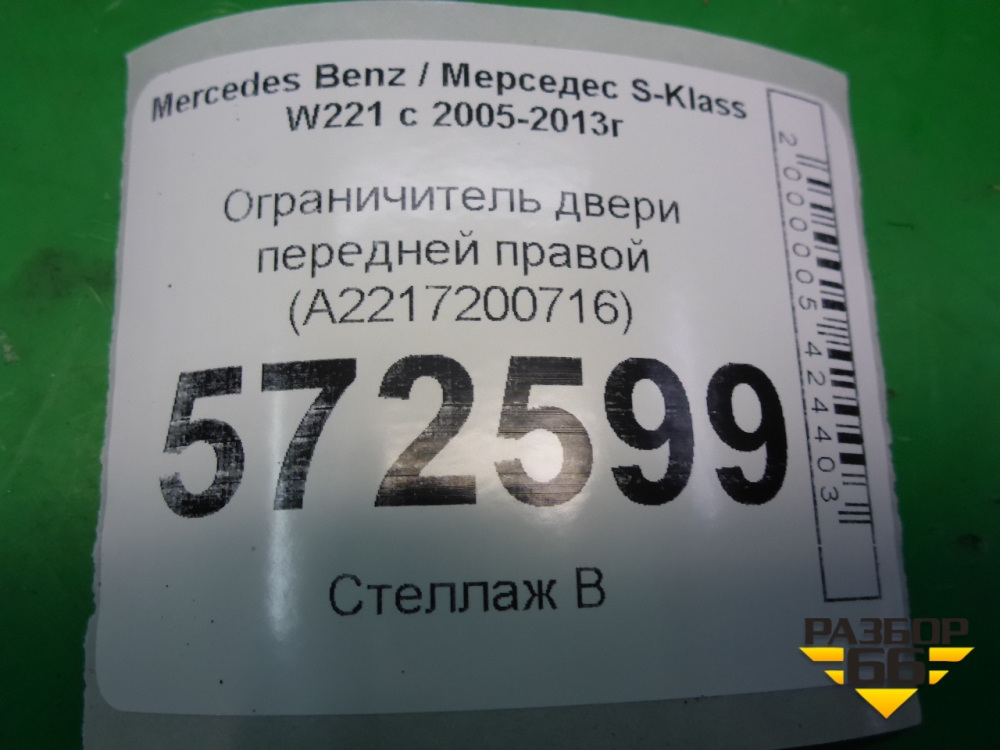 Mercedes Benz / Мерседес S-Klass
W221 с 2005-2013г
Ограничитель двери
передней правой
(A2217200716)
572599
Стеллаж В
2000005424403
РАЗБОР
66